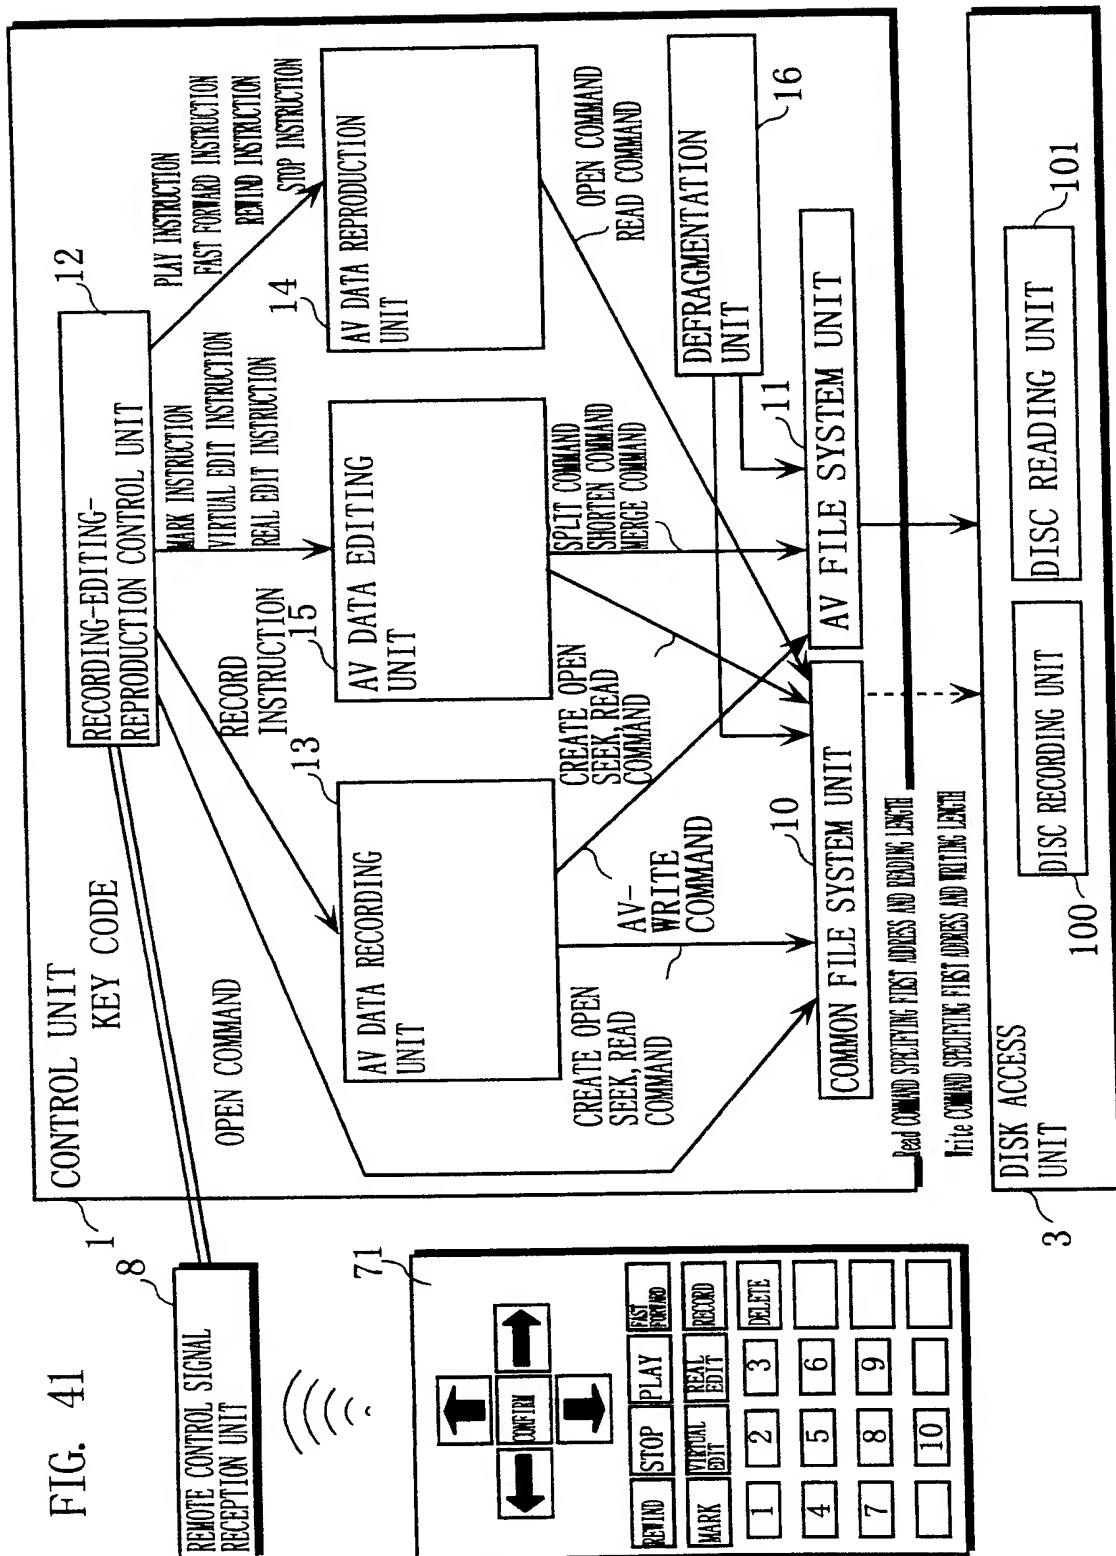 FIG. 41
REMOTE CONTROL SIGNAL
RECEPTION UNIT
8
1
CONTROL UNIT
KEY CODE
OPEN COMMAND
RECORDING-EDITING-
REPRODUCTION CONTROL UNIT
12
RECORD
INSTRUCTION
MARK INSTRUCTION
VIRTUAL EDIT INSTRUCTION
REAL EDIT INSTRUCTION
PLAY INSTRUCTION
FAST FORWARD INSTRUCTION
REWIND INSTRUCTION
STOP INSTRUCTION
13
AV DATA RECORDING
UNIT
15
AV DATA EDITING
UNIT
14
AV DATA REPRODUCTION
UNIT
CREATE OPEN
SEEK, READ
COMMAND
AV-
WRITE
COMMAND
CREATE OPEN
SEEK, READ
COMMAND
SPLIT COMMAND
SHORTEN COMMAND
MERGE COMMAND
OPEN COMMAND
READ COMMAND
DEFRAGMENTATION
UNIT
16
10
COMMON FILE SYSTEM UNIT
11
AV FILE SYSTEM UNIT
Read COMMAND SPECIFYING FIRST ADDRESS AND READING LENGTH
Write COMMAND SPECIFYING FIRST ADDRESS AND WRITING LENGTH
3
DISK ACCESS
UNIT
100
DISC RECORDING UNIT
DISC READING UNIT
101
71
CONFIRM
REWIND STOP PLAY FAST FORWARD
MARK VIRTUAL EDIT REAL EDIT RECORD
1 2 3 DELETE
4 5 6
7 8 9
10